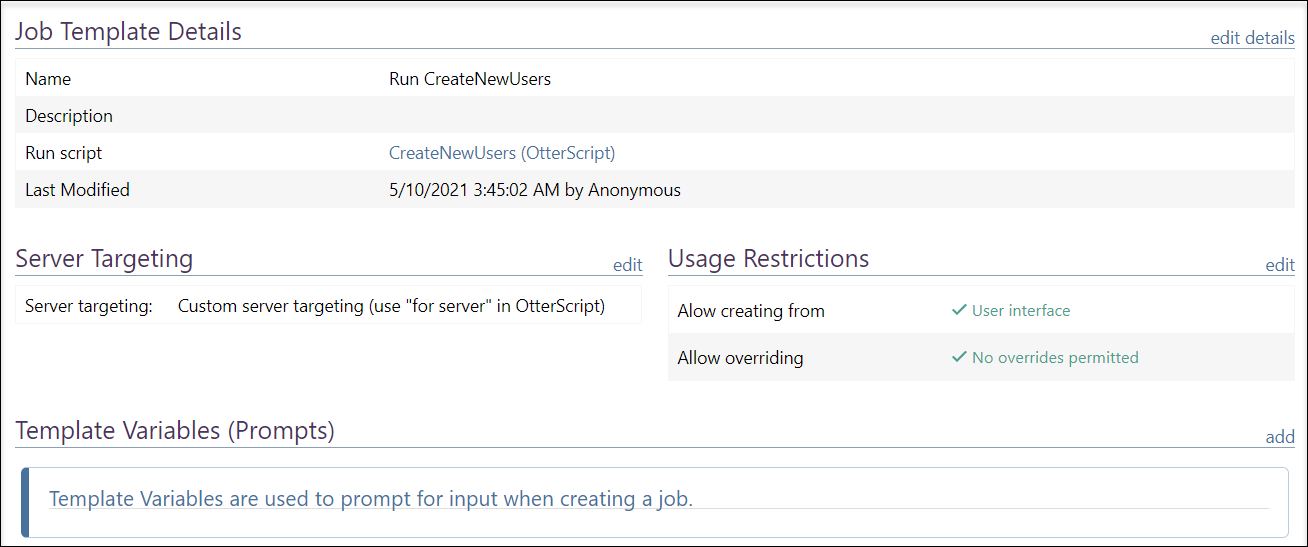 Job Template Details
edit details
Name Run CreateNewUsers
Description
Run script CreateNewUsers (OtterScript)
Last Modified 5/10/2021 3:45:02 AM by Anonymous
Server Targeting
edit
Server targeting: Custom server targeting (use "for server" in OtterScript)
Usage Restrictions
edit
Alow creating from User interface
Allow overriding No overrides permitted
Template Variables (Prompts)
add
Template Variables are used to prompt for input when creating a job.